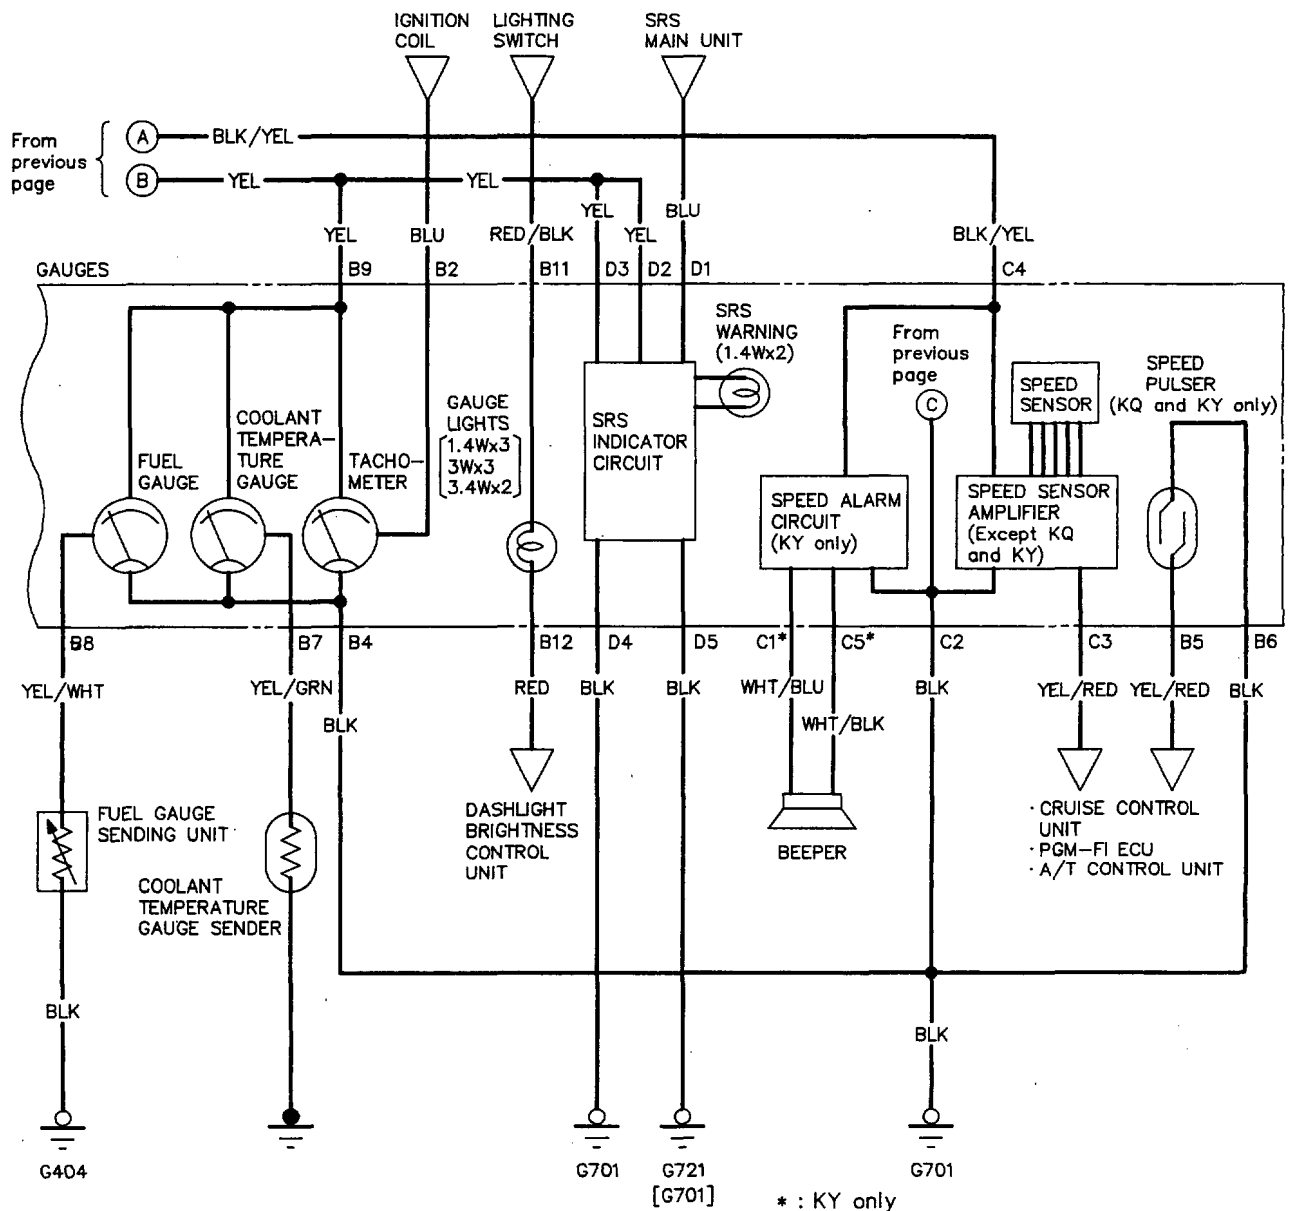 IGNITION
COIL
LIGHTING
SWITCH
SRS
MAIN UNIT
From
previous
page
A
BLK/YEL
B
YEL
YEL
YEL
BLU
YEL
BLU
RED/BLK
YEL
BLK/YEL
GAUGES
B9
B2
B11
D3
D2
D1
C4
SRS
WARNING
(1.4Wx2)
From
previous
page
C
SPEED
SENSOR
SPEED
PULSER
(KQ and KY only)
FUEL
GAUGE
COOLANT
TEMPERA-
TURE
GAUGE
TACHO-
METER
GAUGE
LIGHTS
[1.4Wx3
3Wx3
3.4Wx2]
SRS
INDICATOR
CIRCUIT
SPEED ALARM
CIRCUIT
(KY only)
SPEED SENSOR
AMPLIFIER
(Except KQ
and KY)
B8
B7
B4
B12
D4
D5
C1*
C5*
C2
C3
B5
B6
YEL/WHT
YEL/GRN
BLK
RED
BLK
BLK
WHT/BLU
WHT/BLK
BLK
YEL/RED
YEL/RED
BLK
FUEL GAUGE
SENDING UNIT
COOLANT
TEMPERATURE
GAUGE SENDER
DASHLIGHT
BRIGHTNESS
CONTROL
UNIT
BEEPER
· CRUISE CONTROL
UNIT
· PGM-FI ECU
· A/T CONTROL UNIT
BLK
BLK
G404
G701
G721
[G701]
G701
* : KY only